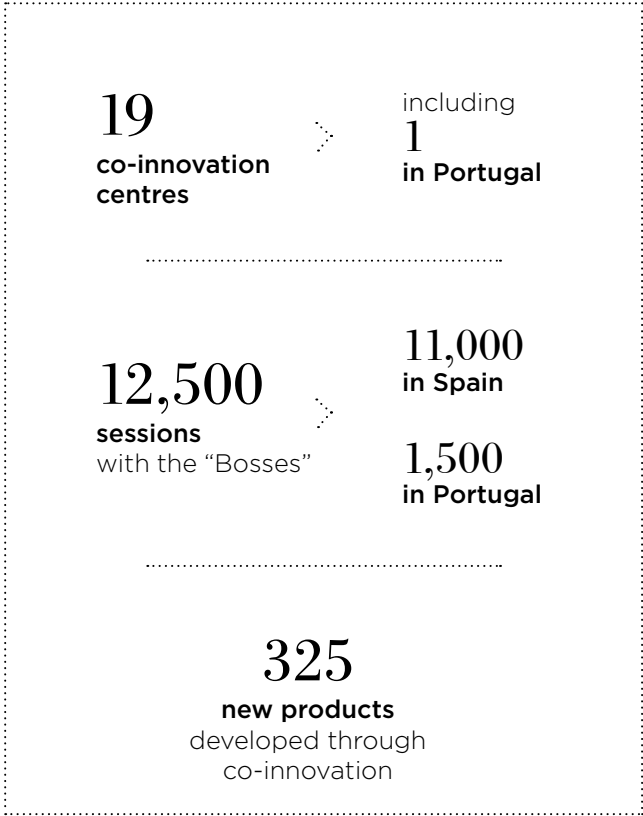 19
co-innovation
centres
including
1
in Portugal
12,500
sessions
with the “Bosses”
11,000
in Spain
1,500
in Portugal
325
new products
developed through
co-innovation